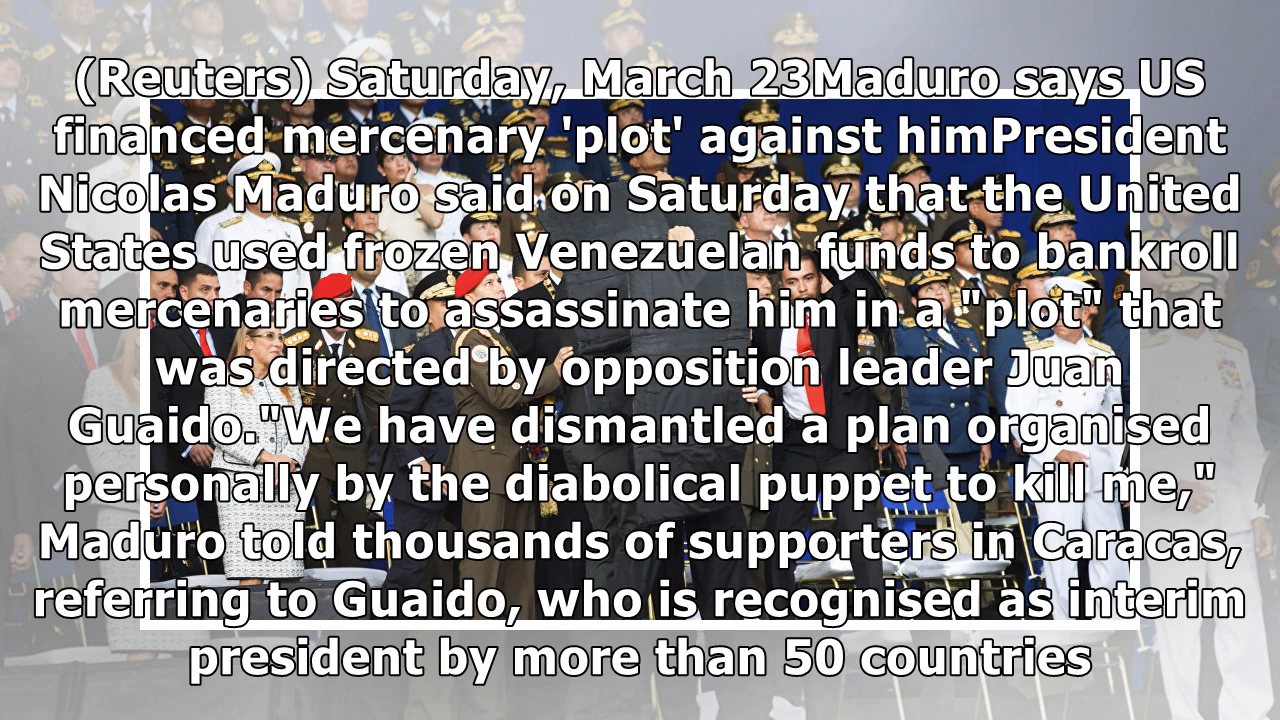 (Reuters) Saturday, March 23Maduro says US
financed mercenary 'plot' against himPresident
Nicolas Maduro said on Saturday that the United
States used frozen Venezuelan funds to bankroll
mercenaries to assassinate him in a "plot" that
was directed by opposition leader Juan
Guaido."We have dismantled a plan organised
personally by the diabolical puppet to kill me,"
Maduro told thousands of supporters in Caracas,
referring to Guaido, who is recognised as interim
president by more than 50 countries